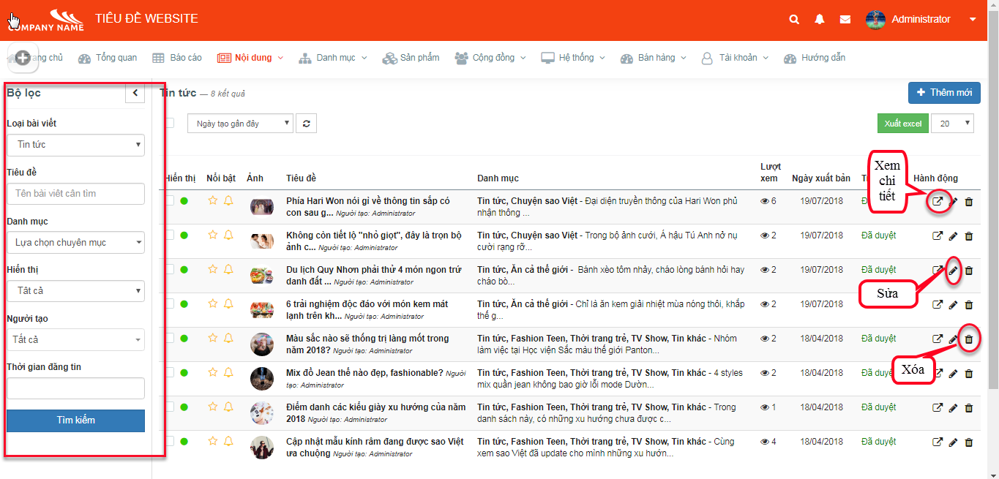 COMPANY NAME
TIÊU ĐỀ WEBSITE
Administrator
Trang chủ
Tổng quan
Báo cáo
Nội dung
Danh mục
Sản phẩm
Cộng đồng
Hệ thống
Bán hàng
Tài khoản
Hướng dẫn
Bộ lọc
Loại bài viết
Tin tức
Tiêu đề
Tên bài viêt cân tìm
Danh mục
Lựa chọn chuyên mục
Hiển thị
Tất cả
Người tạo
Tất cả
Thời gian đăng tin
Tìm kiếm
Tin tức — 8 kết quả
Thêm mới
Ngày tạo gần đây
Xuất excel
20
Hiển thị
Nổi bật
Ảnh
Tiêu đề
Danh mục
Lượt
xem
Ngày xuất bản
Hành động
Xem
chi
tiết
Phía Hari Won nói gì về thông tin sắp có
con sau g... Người tạo: Administrator
Tin tức, Chuyện sao Việt - Đại diện truyền thông của Hari Won phủ
nhận thông ...
6
19/07/2018
Không còn tiết lộ "nhỏ giọt", đây là trọn bộ
ảnh c... Người tạo: Administrator
Tin tức, Chuyện sao Việt - Trong bộ ảnh cưới, Á hậu Tú Anh nở nụ
cười rạng rỡ...
2
19/07/2018
Đã duyệt
Du lịch Quy Nhơn phải thử 4 món ngon trứ
danh đất ... Người tạo: Administrator
Tin tức, Ăn cả thế giới - Bánh xèo tôm nhảy, cháo lòng bánh hỏi hay
cháo bò...
2
19/07/2018
Đã duyệt
Sửa
6 trải nghiệm độc đáo với món kem mát
lạnh trên kh... Người tạo: Administrator
Tin tức, Ăn cả thế giới - Chỉ là ăn kem giải nhiệt mùa nóng thôi, khắp
thế g...
2
19/07/2018
Màu sắc nào sẽ thống trị làng mốt trong
năm 2018? Người tạo: Administrator
Tin tức, Fashion Teen, Thời trang trẻ, TV Show, Tin khác - Nhóm
làm việc tại Học viện Sắc màu thế giới Panton...
2
18/04/2018
Đã duyệt
Xóa
Mix đồ Jean thế nào đẹp, fashionable? Người
tạo: Administrator
Tin tức, Fashion Teen, Thời trang trẻ, TV Show, Tin khác - 4 styles
mix quần jean không bao giờ lỗi mode Dườn...
2
18/04/2018
Đã duyệt
Điểm danh các kiểu giày xu hướng của năm
2018 Người tạo: Administrator
Tin tức, Fashion Teen, Thời trang trẻ, TV Show, Tin khác - Trong
danh sách này, có những xu hướng chưa được c...
1
18/04/2018
Đã duyệt
Cập nhật mẫu kính râm đang được sao Việt
ưa chuộng Người tạo: Administrator
Tin tức, Fashion Teen, Thời trang trẻ, TV Show, Tin khác - Cùng
xem sao Việt đã update cho mình những xu hướn...
4
18/04/2018
Đã duyệt